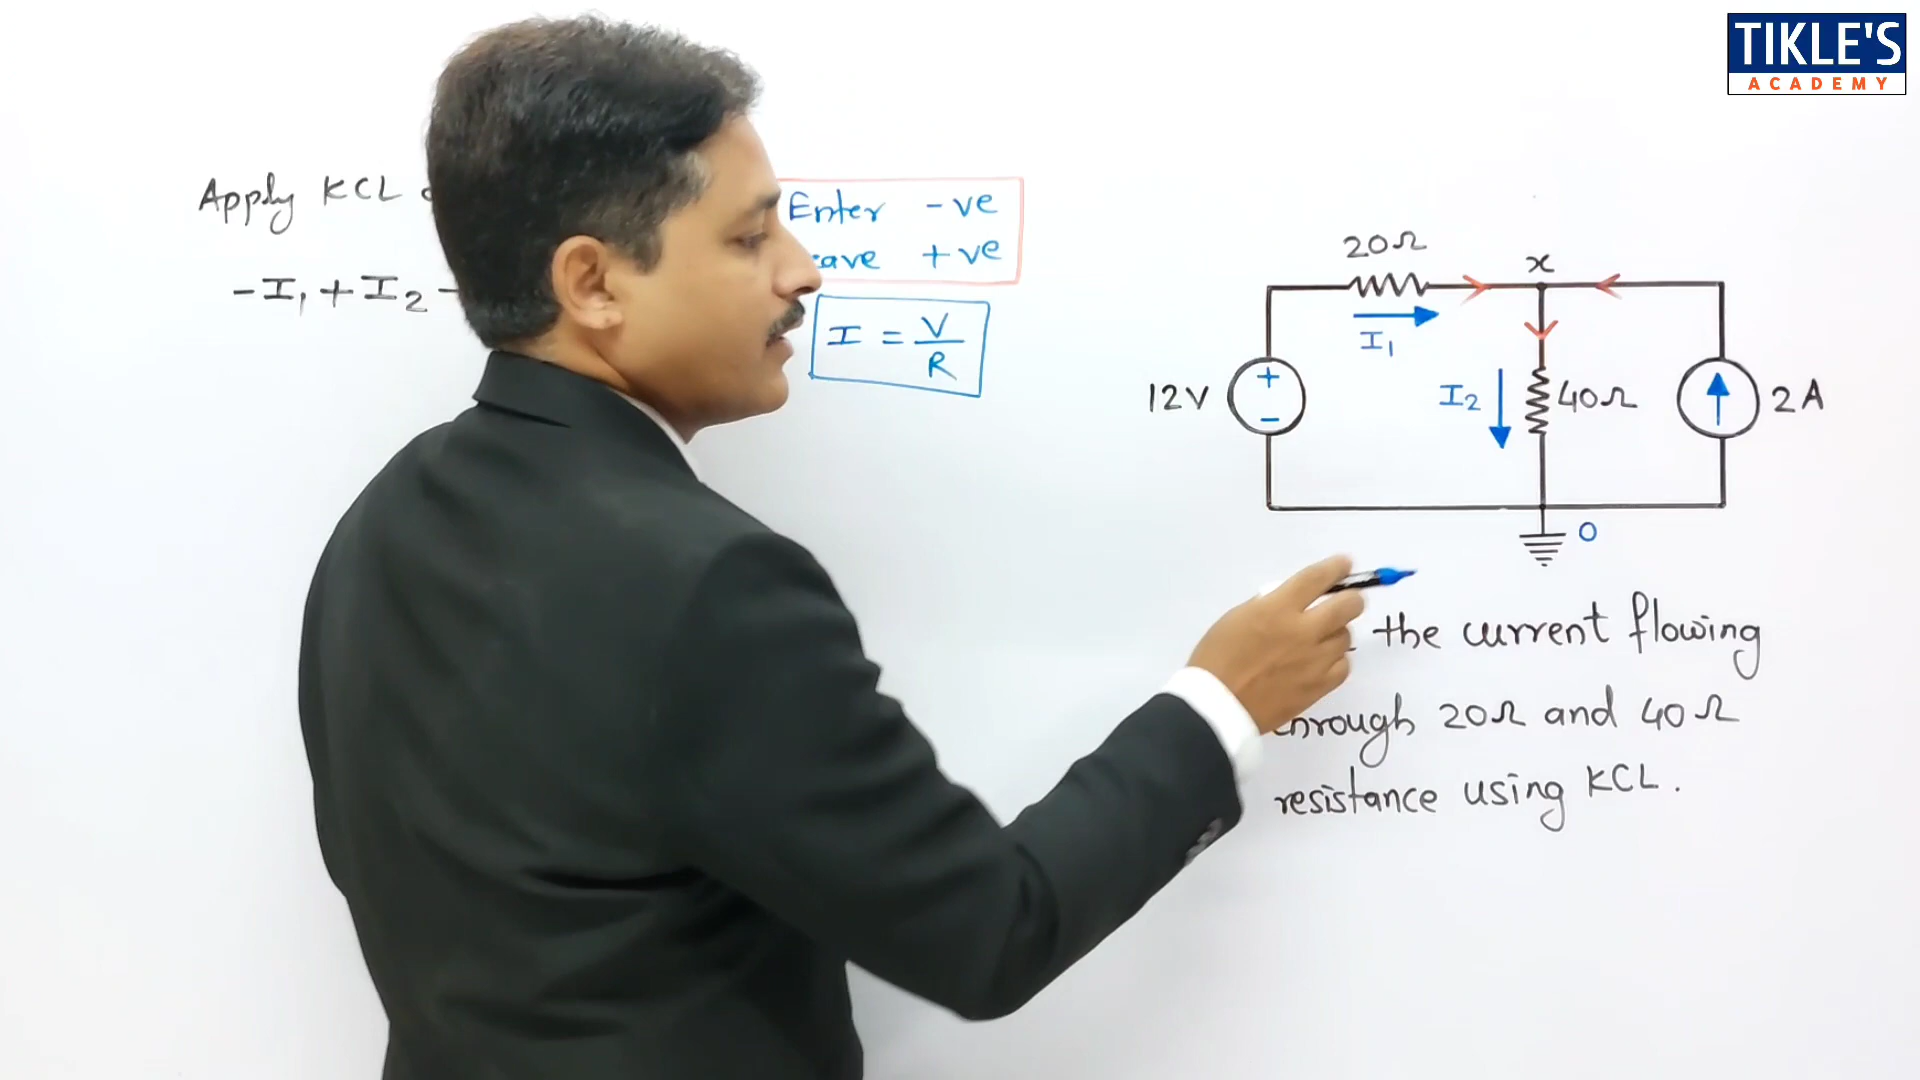 TIKLE'S
ACADEMY
Apply KCL
-I₁ + I₂ -
Enter -ve
+ve
I = V/R
20Ω
x
I₁
12V
+
-
I₂
40Ω
2A
0
the current flowing
through 20Ω and 40Ω
resistance using KCL.